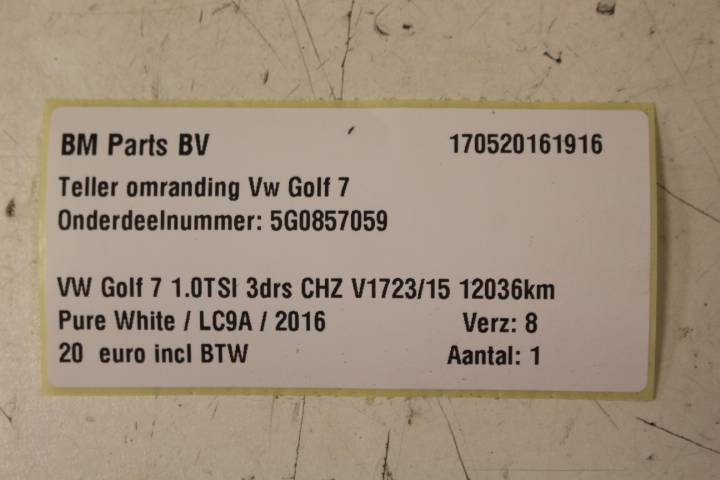 BM Parts BV 170520161916
Teller omranding Vw Golf 7
Onderdeelnummer: 5G0857059
VW Golf 7 1.0TSI 3drs CHZ V1723/15 12036km
Pure White / LC9A / 2016 Verz: 8
20 euro incl BTW Aantal: 1